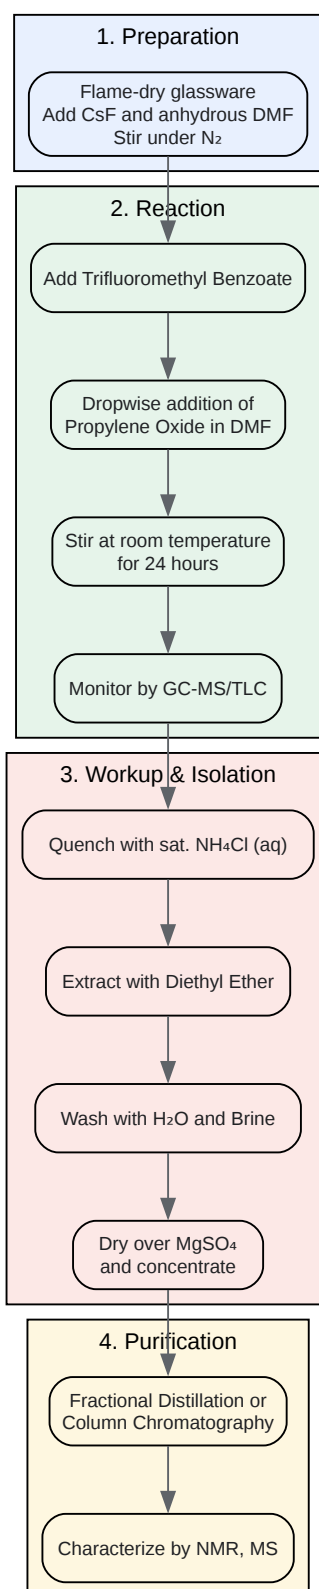 1. Preparation
Flame-dry glassware
Add CsF and anhydrous DMF
Stir under N₂
2. Reaction
Add Trifluoromethyl Benzoate
Dropwise addition of
Propylene Oxide in DMF
Stir at room temperature
for 24 hours
Monitor by GC-MS/TLC
3. Workup & Isolation
Quench with sat. NH₄Cl (aq)
Extract with Diethyl Ether
Wash with H₂O and Brine
Dry over MgSO₄
and concentrate
4. Purification
Fractional Distillation or
Column Chromatography
Characterize by NMR, MS